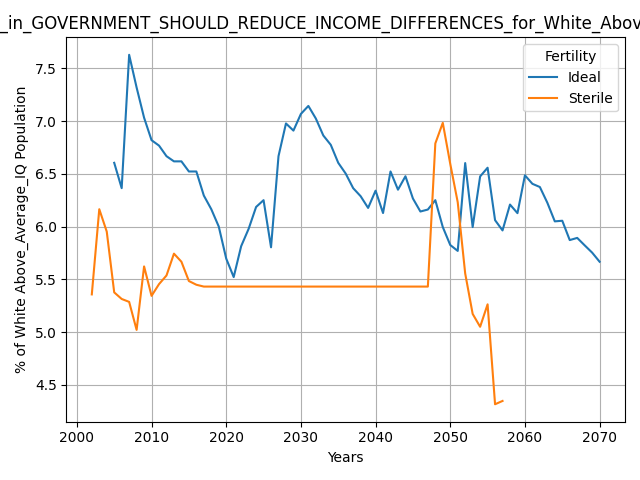 _in_GOVERNMENT_SHOULD_REDUCE_INCOME_DIFFERENCES_for_White_Abov
Fertility
Ideal
Sterile
% of White Above_Average_IQ Population
7.5
7.0
6.5
6.0
5.5
5.0
4.5
2000 2010 2020 2030 2040 2050 2060 2070
Years